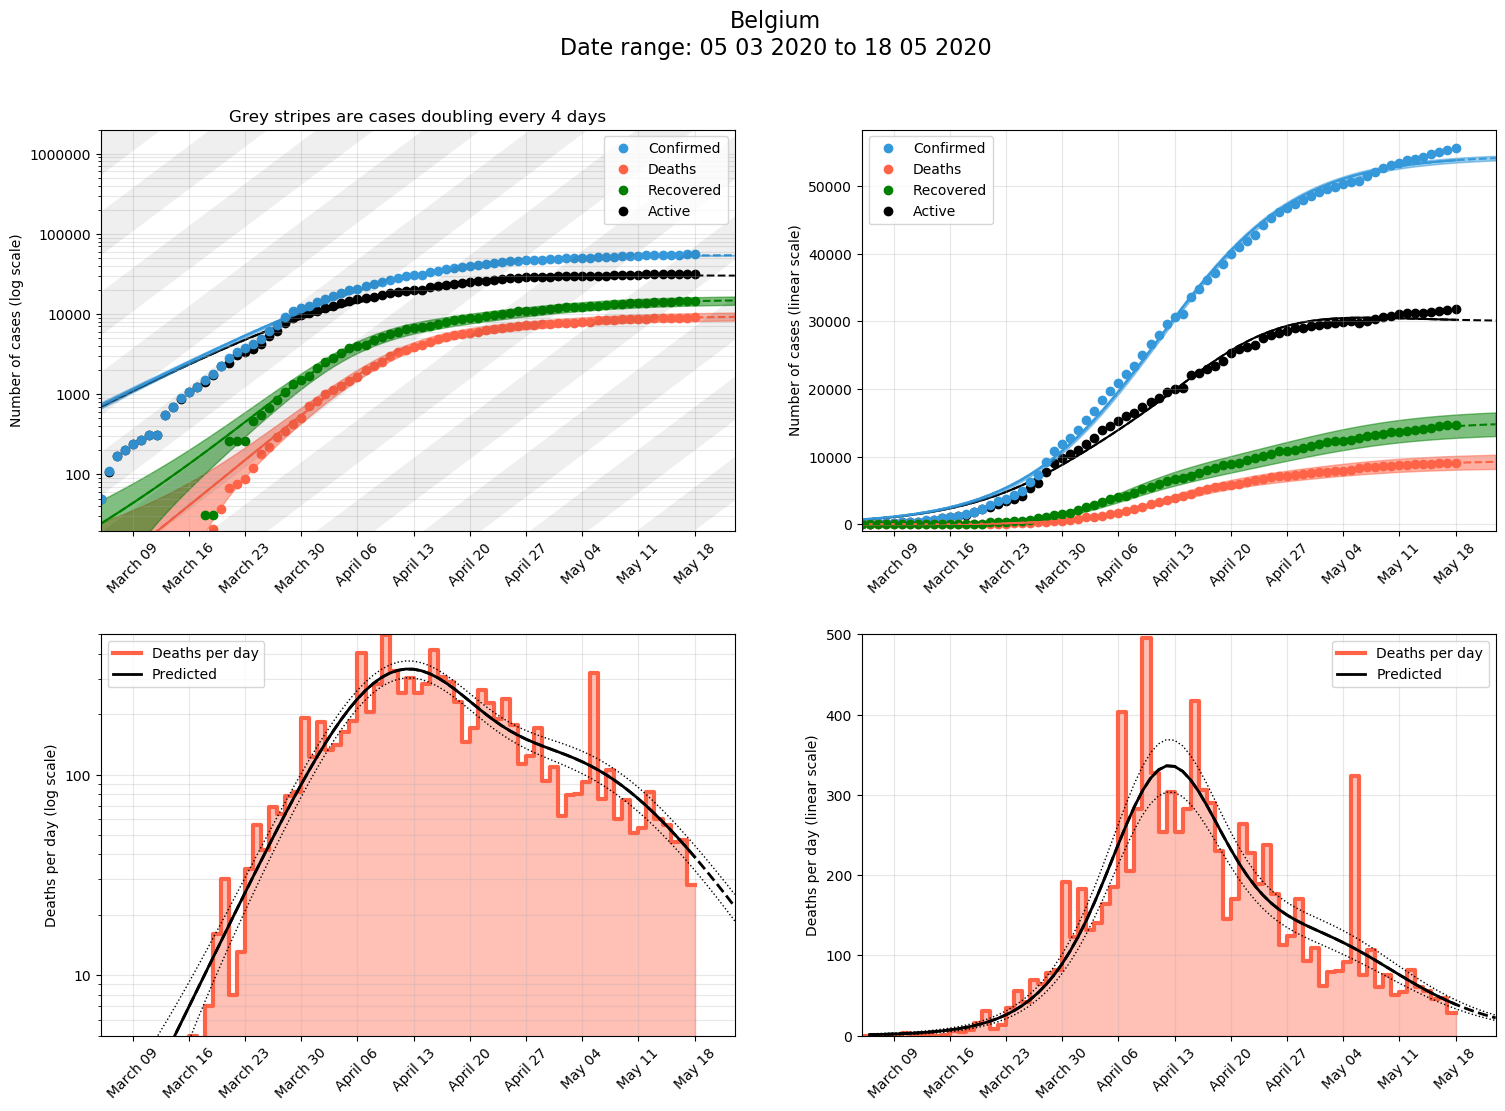 Belgium
Date range: 05 03 2020 to 18 05 2020
Grey stripes are cases doubling every 4 days
Number of cases (log scale)
1000000
100000
10000
1000
100
Confirmed
Deaths
Recovered
Active
March 09
March 16
March 23
March 30
April 06
April 13
April 20
April 27
May 04
May 11
May 18
Number of cases (linear scale)
50000
40000
30000
20000
10000
0
Confirmed
Deaths
Recovered
Active
March 09
March 16
March 23
March 30
April 06
April 13
April 20
April 27
May 04
May 11
May 18
Deaths per day (log scale)
100
10
Deaths per day
Predicted
March 09
March 16
March 23
March 30
April 06
April 13
April 20
April 27
May 04
May 11
May 18
Deaths per day (linear scale)
500
400
300
200
100
0
Deaths per day
Predicted
March 09
March 16
March 23
March 30
April 06
April 13
April 20
April 27
May 04
May 11
May 18